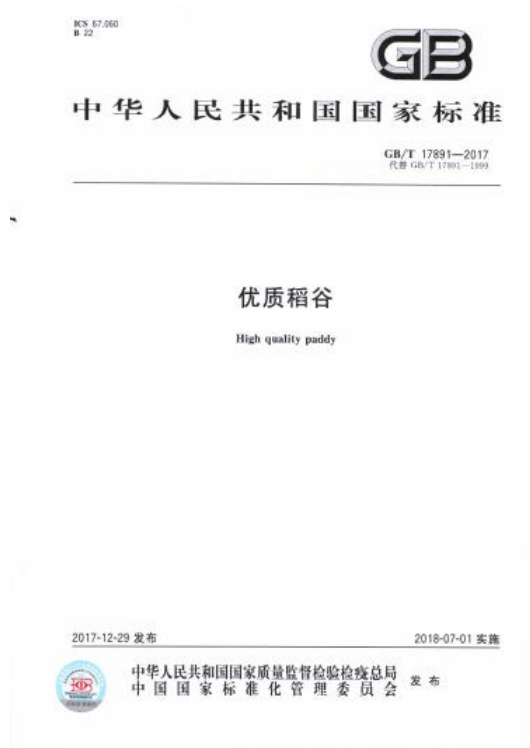 ICS 67.060
B 22
GB
中华人民共和国国家标准
GB/T 17891—2017
代替 GB/T 17891—1999
优质稻谷
High quality paddy
2017-12-29 发布
2018-07-01 实施
中华人民共和国国家质量监督检验检疫总局
中国国家标准化管理委员会
发布